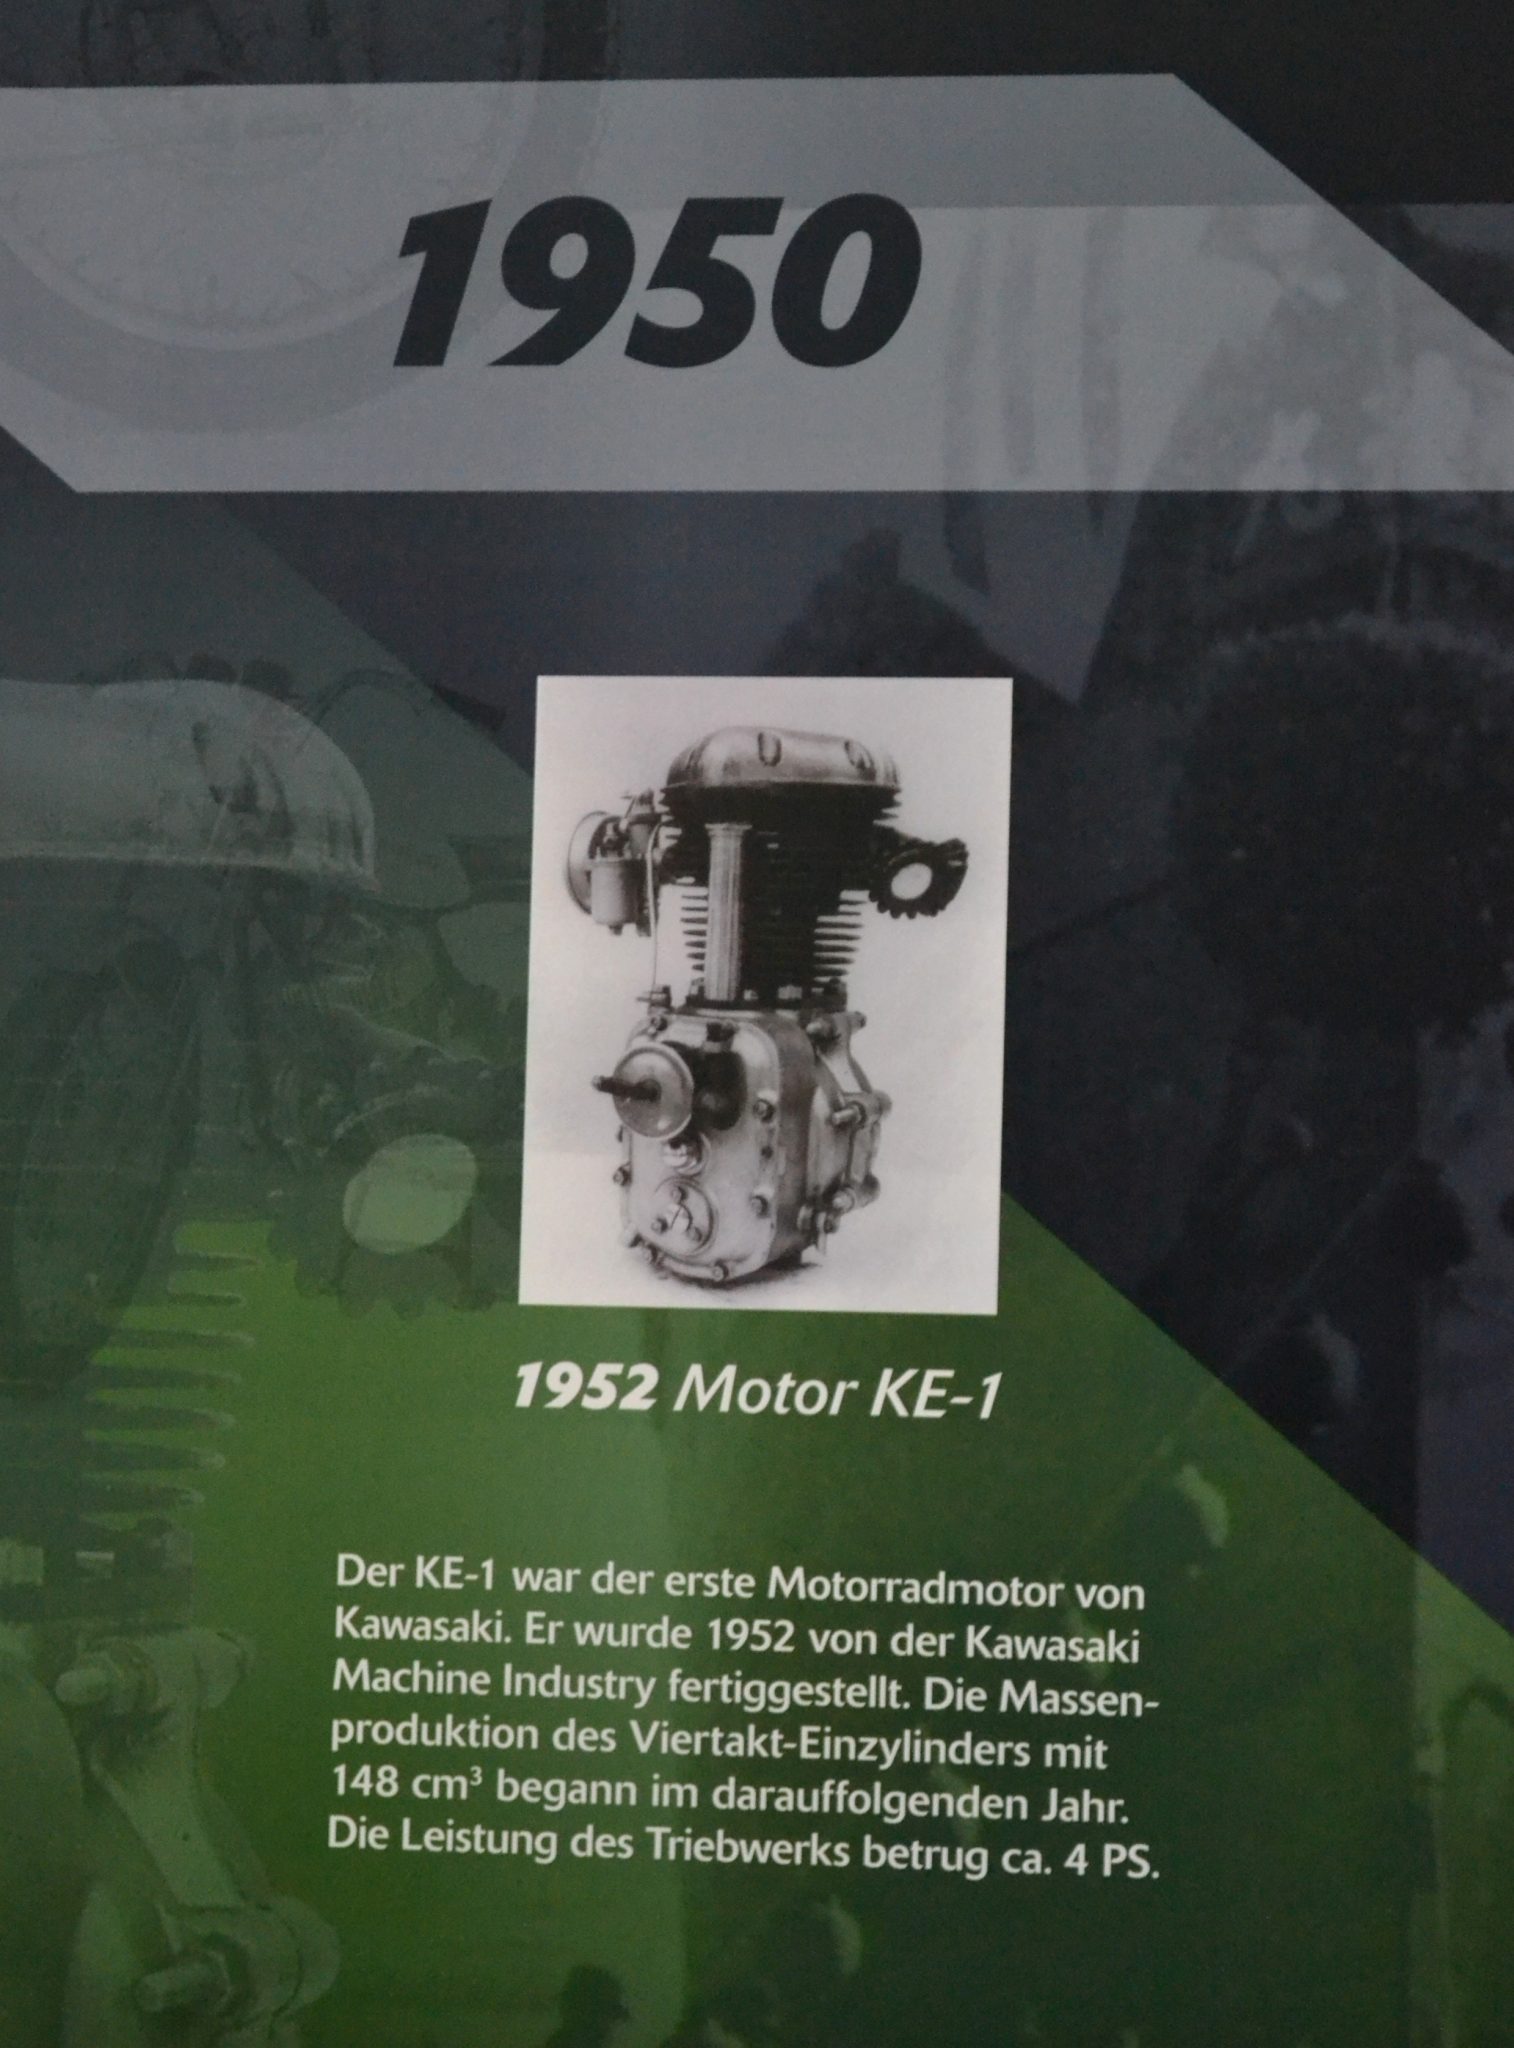 1950
1952 Motor KE-1
Der KE-1 war der erste Motorradmotor von
Kawasaki. Er wurde 1952 von der Kawasaki
Machine Industry fertiggestellt. Die Massen-
produktion des Viertakt-Einzylinders mit
148 cm³ begann im darauffolgenden Jahr.
Die Leistung des Triebwerks betrug ca. 4 PS.